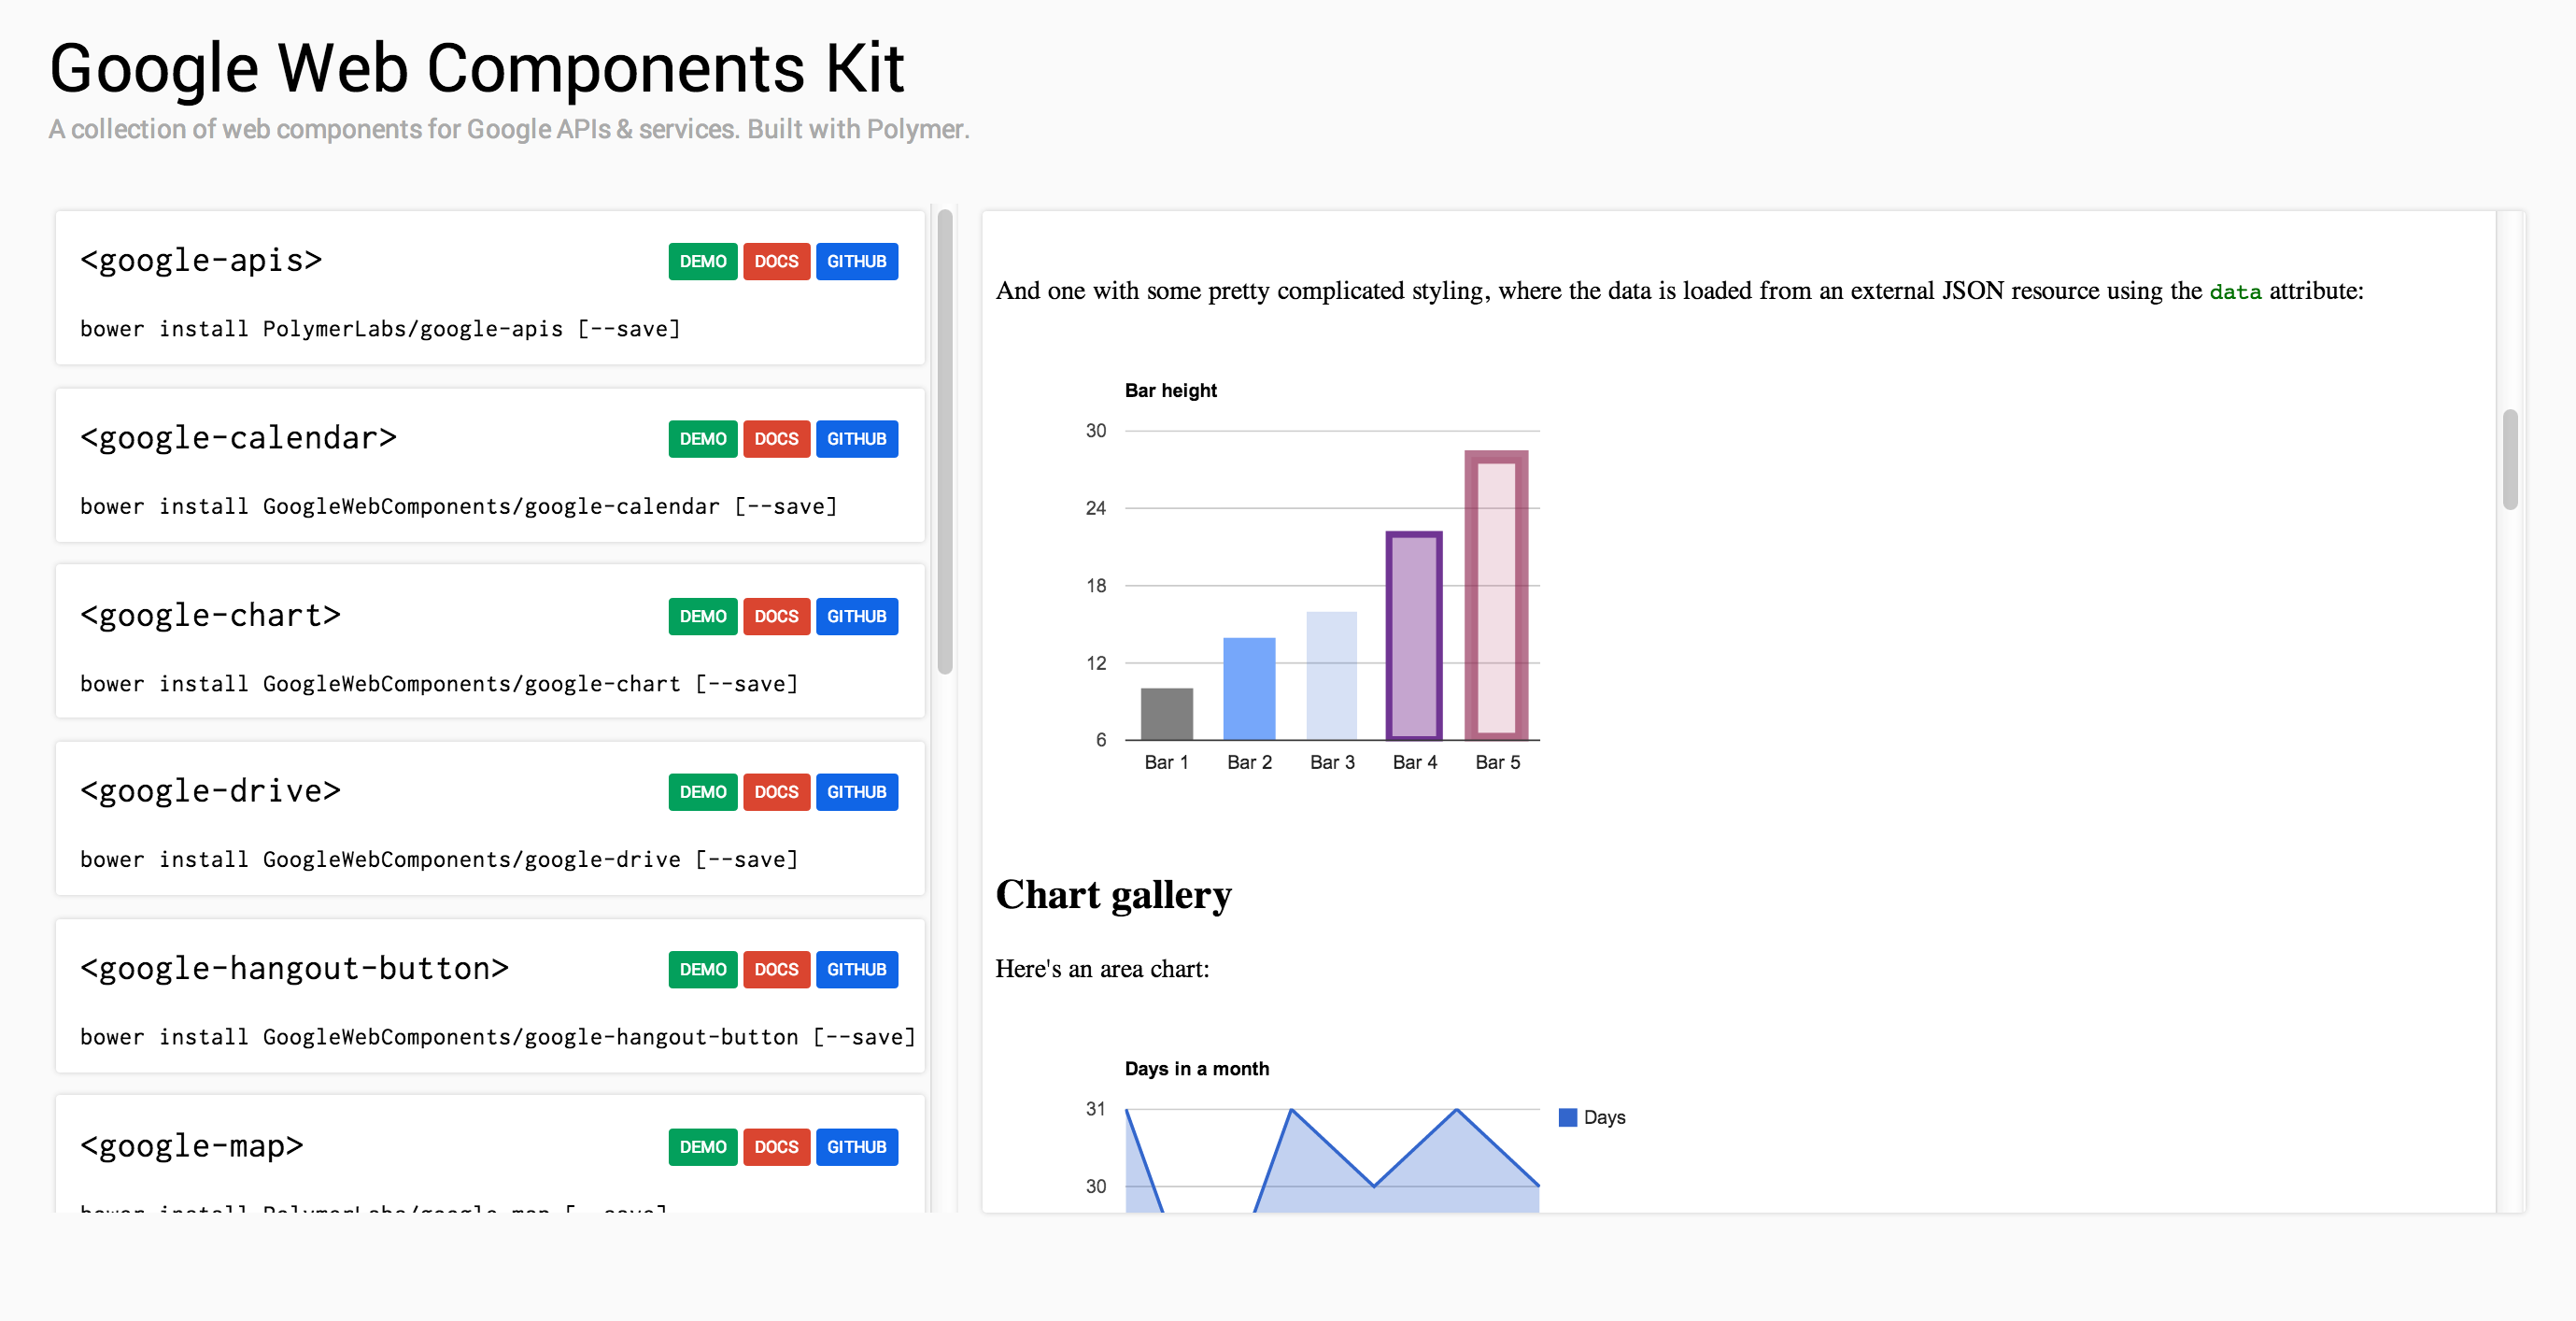 Google Web Components Kit
A collection of web components for Google APIs & services. Built with Polymer.
<google-apis>
DEMO DOCS GITHUB
bower install PolymerLabs/google-apis [--save]
<google-calendar>
DEMO DOCS GITHUB
bower install GoogleWebComponents/google-calendar [--save]
<google-chart>
DEMO DOCS GITHUB
bower install GoogleWebComponents/google-chart [--save]
<google-drive>
DEMO DOCS GITHUB
bower install GoogleWebComponents/google-drive [--save]
<google-hangout-button>
DEMO DOCS GITHUB
bower install GoogleWebComponents/google-hangout-button [--save]
<google-map>
DEMO DOCS GITHUB
bower install PolymerLabs/google-map [--save]
And one with some pretty complicated styling, where the data is loaded from an external JSON resource using the data attribute:
Bar height
30
24
18
12
6
Bar 1 Bar 2 Bar 3 Bar 4 Bar 5
Chart gallery
Here's an area chart:
Days in a month
31
Days
30